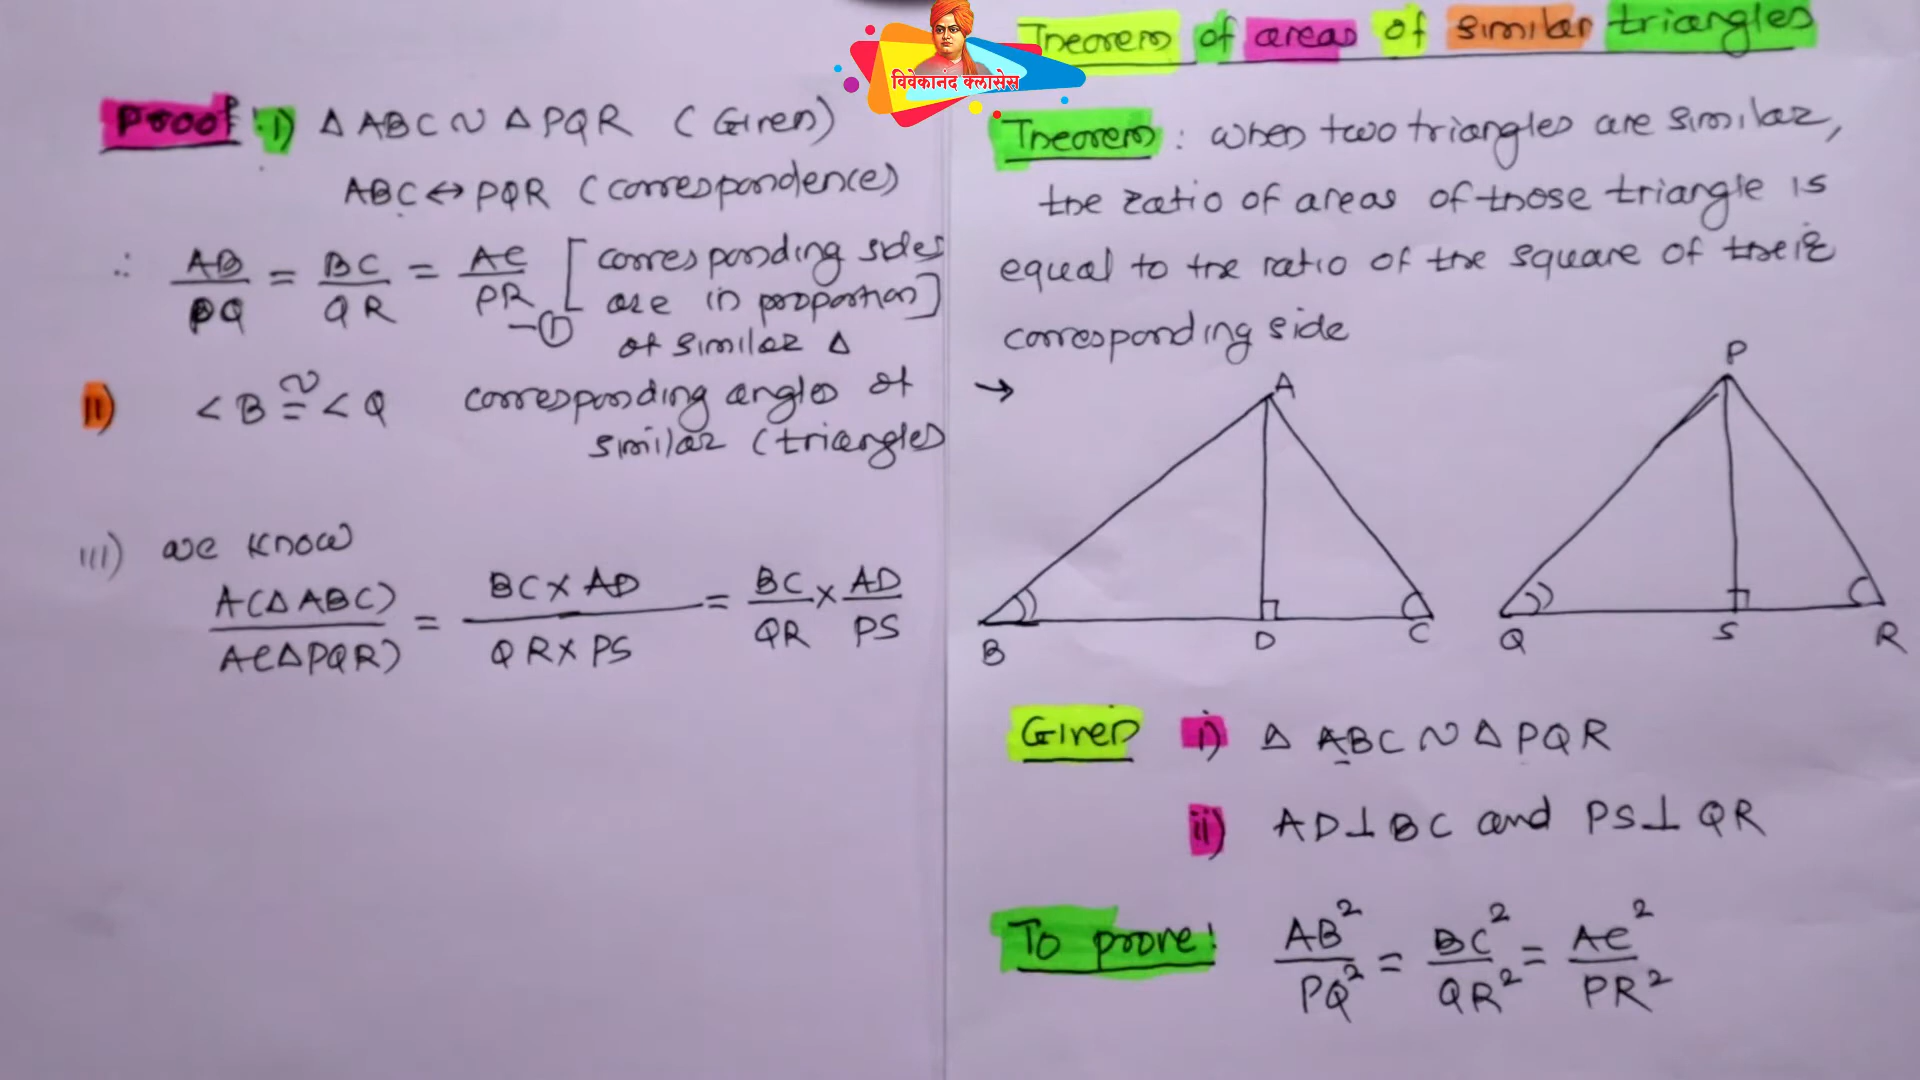 विवेकानंद क्लासेस
Theorem of areas of similar triangles
Proof i) Δ ABC ~ Δ PQR (Given)
ABC ↔ PQR (correspondence)
∴ AB/PQ = BC/QR = AC/PR —① [corresponding sides
are in proportion]
of similar Δ
ii) < B ≅ < Q corresponding angles of
similar (triangles
iii) we know
A(Δ ABC)/A(Δ PQR) = BC × AD/QR × PS = BC/QR × AD/PS
Theorem : when two triangles are similar,
the ratio of areas of those triangle is
equal to the ratio of the square of their
corresponding side
→
A
B D C
P
Q S R
Given i) Δ ABC ~ Δ PQR
ii) AD ⊥ BC and PS ⊥ QR
To prove: AB²/PQ² = BC²/QR² = AC²/PR²